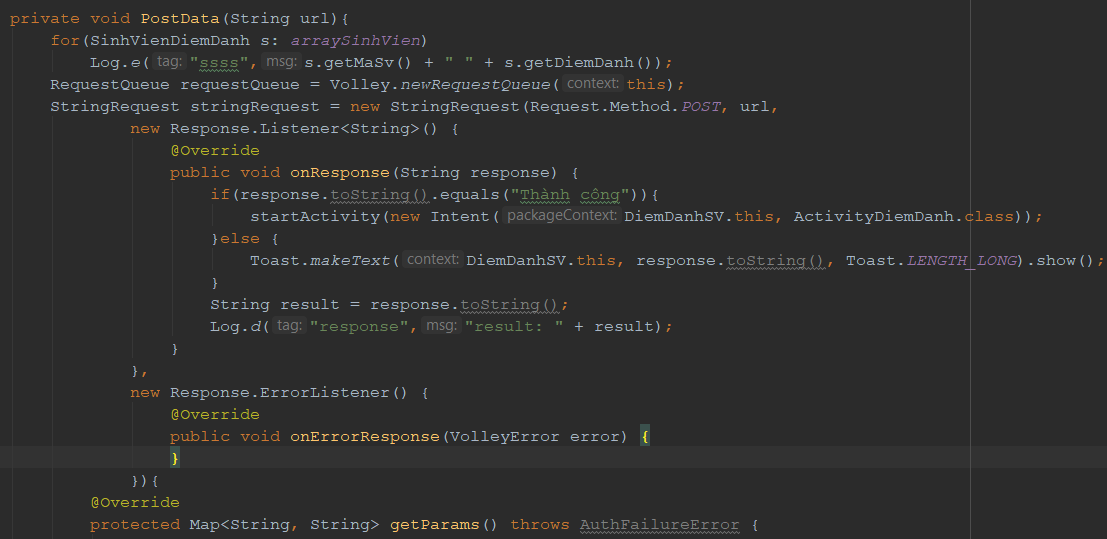 private void PostData(String url){
for(SinhVienDiemDanh s: arraySinhVien)
Log.e( tag: "ssss", msg: s.getMaSv() + " " + s.getDiemDanh());
RequestQueue requestQueue = Volley.newRequestQueue( context: this);
StringRequest stringRequest = new StringRequest(Request.Method.POST, url,
new Response.Listener<String>() {
@Override
public void onResponse(String response) {
if(response.toString().equals("Thành công")){
startActivity(new Intent( packageContext: DiemDanhSV.this, ActivityDiemDanh.class));
}else {
Toast.makeText( context: DiemDanhSV.this, response.toString(), Toast.LENGTH_LONG).show();
}
String result = response.toString();
Log.d( tag: "response", msg: "result: " + result);
}
},
new Response.ErrorListener() {
@Override
public void onErrorResponse(VolleyError error) {
}
}){
@Override
protected Map<String, String> getParams() throws AuthFailureError {